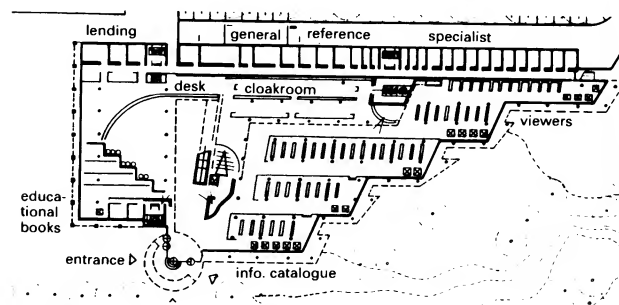 lending
general
reference
specialist
desk
cloakroom
viewers
educa-
tional
books
entrance
info. catalogue